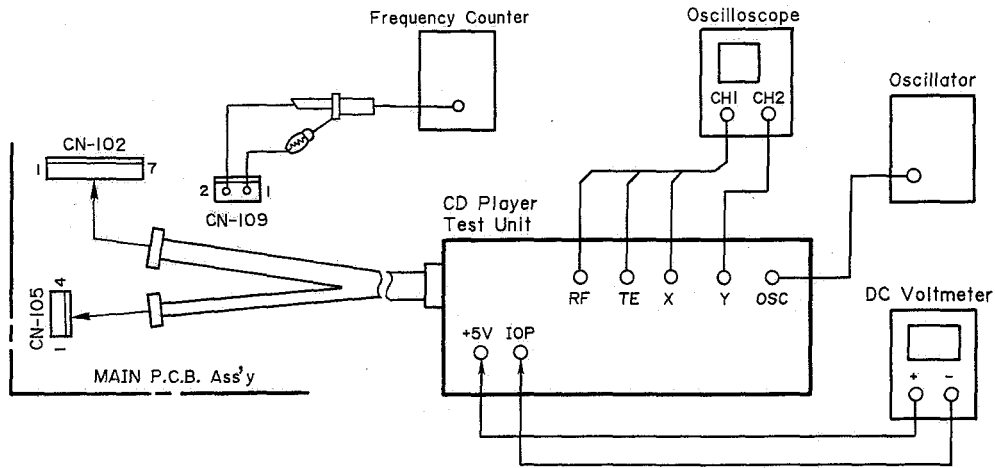 Frequency Counter
Oscilloscope
CH1 CH2
Oscillator
CN-102
1 7
2 1
CN-109
CD Player
Test Unit
RF TE X Y OSC
CN-105
4
1
+5V IOP
DC Voltmeter
+ -
MAIN P.C.B. Ass'y